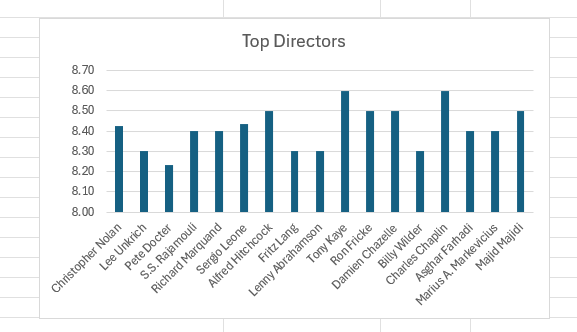 Top Directors
8.70
8.60
8.50
8.40
8.30
8.20
8.10
8.00
Christopher Nolan
Lee Unkrich
Pete Docter
S.S. Rajamouli
Richard Marquand
Sergio Leone
Alfred Hitchcock
Fritz Lang
Lenny Abrahamson
Tony Kaye
Ron Fricke
Damien Chazelle
Billy Wilder
Charles Chaplin
Asghar Farhadi
Marius A. Markevicius
Majid Majidi